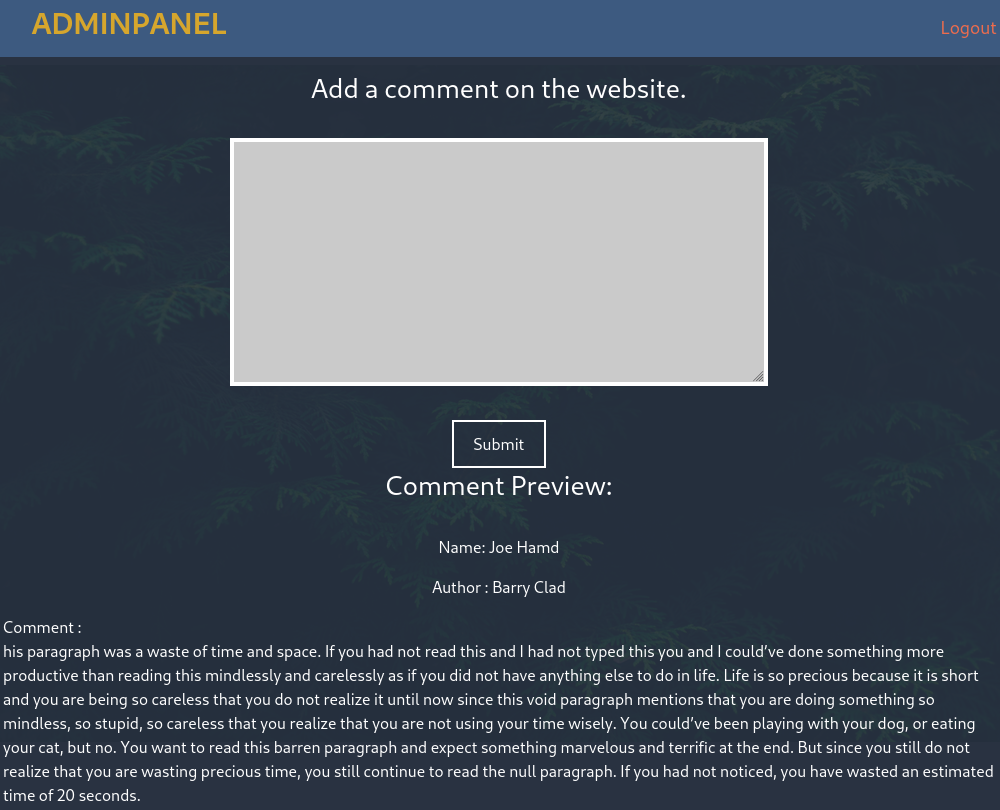 ADMINPANEL
Logout
Add a comment on the website.
Submit
Comment Preview:
Name: Joe Hamd
Author : Barry Clad
Comment :
his paragraph was a waste of time and space. If you had not read this and I had not typed this you and I could’ve done something more
productive than reading this mindlessly and carelessly as if you did not have anything else to do in life. Life is so precious because it is short
and you are being so careless that you do not realize it until now since this void paragraph mentions that you are doing something so
mindless, so stupid, so careless that you realize that you are not using your time wisely. You could’ve been playing with your dog, or eating
your cat, but no. You want to read this barren paragraph and expect something marvelous and terrific at the end. But since you still do not
realize that you are wasting precious time, you still continue to read the null paragraph. If you had not noticed, you have wasted an estimated
time of 20 seconds.